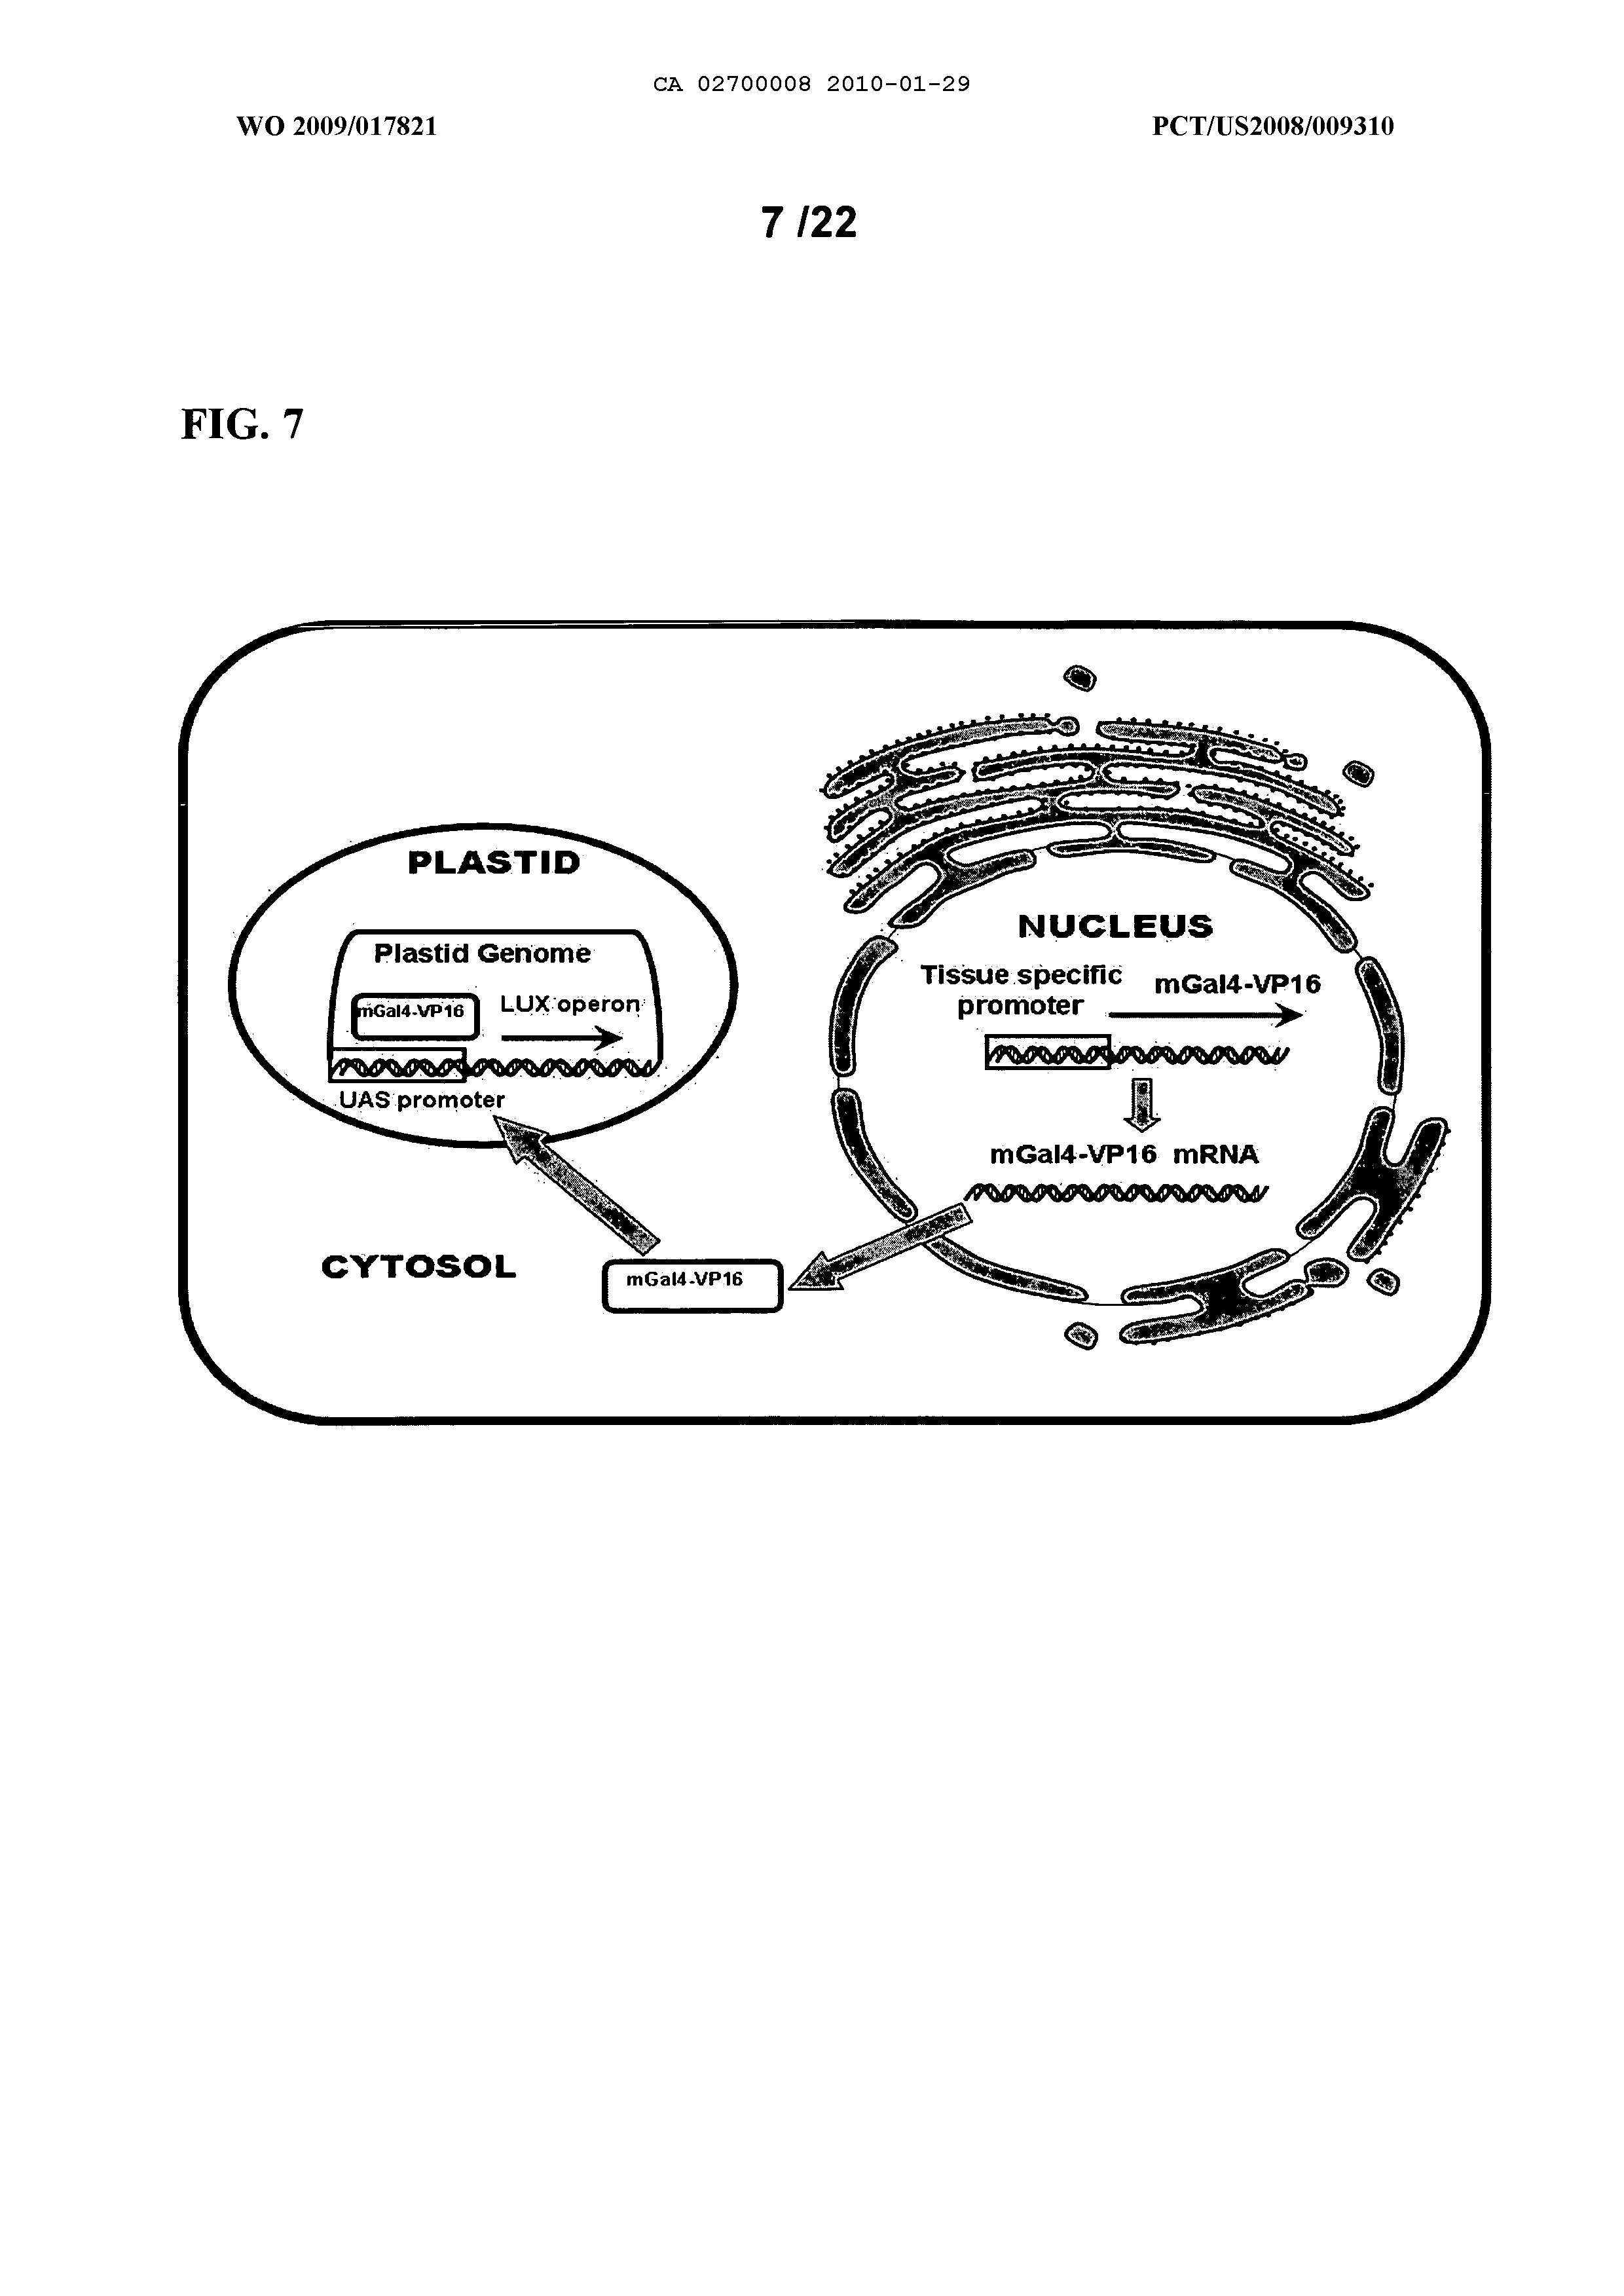 CA 02700008 2010-01-29
WO 2009/017821
PCT/US2008/009310
7 /22
FIG. 7
PLASTID
Plastid Genome
mGal4-VP16
LUX operon
UAS promoter
CYTOSOL
mGal4-VP16
NUCLEUS
Tissue specific
promoter
mGal4-VP16
mGal4-VP16 mRNA